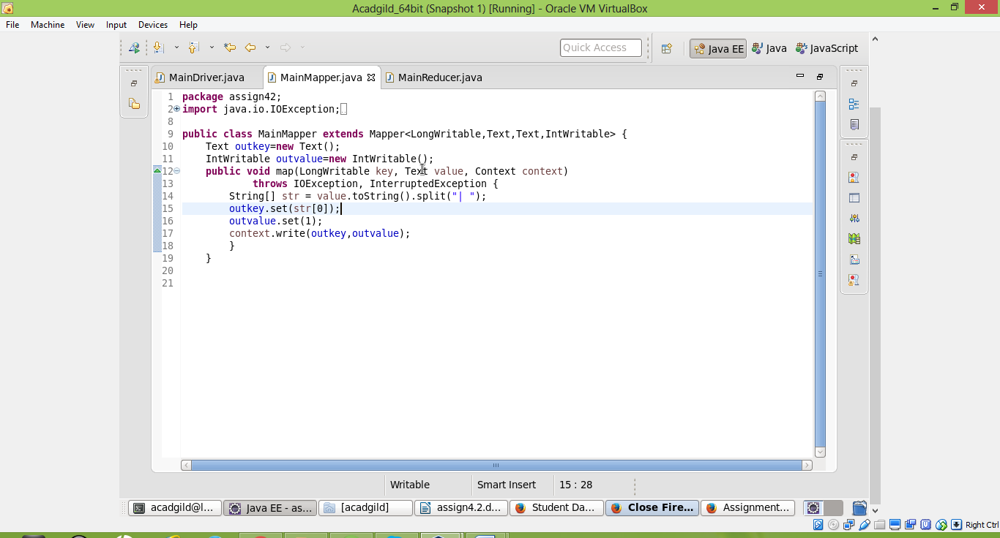 Acadgild_64bit (Snapshot 1) [Running] - Oracle VM VirtualBox
File Machine View Input Devices Help
Quick Access
Java EE Java JavaScript
MainDriver.java MainMapper.java MainReducer.java
1 package assign42;
2 import java.io.IOException;
8
9 public class MainMapper extends Mapper<LongWritable,Text,Text,IntWritable> {
10 Text outkey=new Text();
11 IntWritable outvalue=new IntWritable();
12 public void map(LongWritable key, Text value, Context context)
13 throws IOException, InterruptedException {
14 String[] str = value.toString().split("| ");
15 outkey.set(str[0]);
16 outvalue.set(1);
17 context.write(outkey,outvalue);
18 }
19 }
20
21
Writable Smart Insert 15 : 28
acadgild@l... Java EE - as... [acadgild] assign4.2.d... Student Da... Close Fire... Assignment...
Right Ctrl